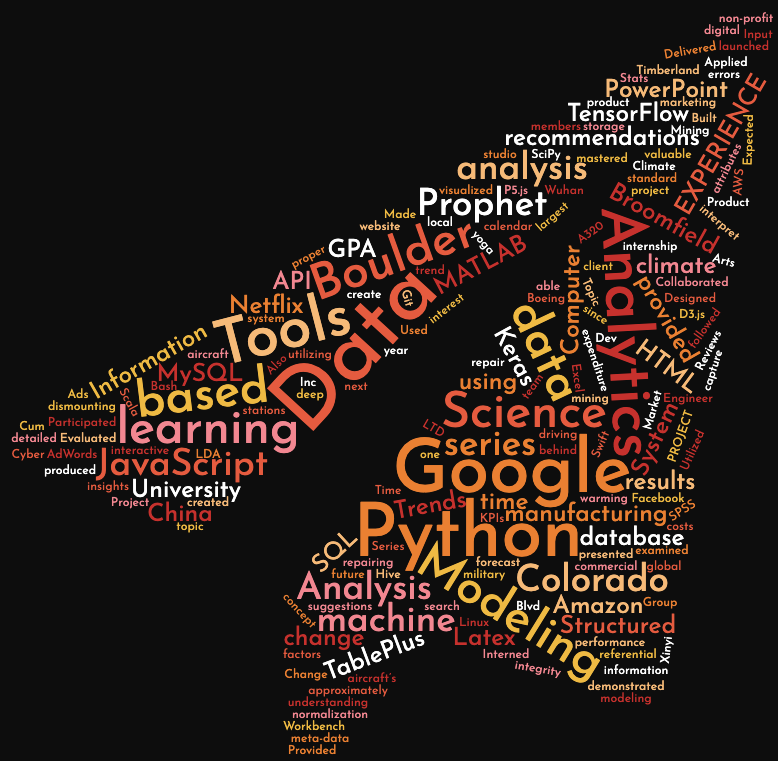 non-profit
digital
Input
Delivered
launched
Timberland
Applied
errors
Stats
PowerPoint
product
marketing
TensorFlow
Built
members
storage
Mining
EXPERIENCE
Expected
recommendations
studio
SciPy
mastered
valuable
analysis
Climate
standard
attributes
AWS
visualized
P5.js
Wuhan
project
Product
Prophet
Made
largest
Broomfield
interpret
website
local
calendar
A320
GPA
Boulder
yoga
internship
proper
MATLAB
Analytics
climate
Arts
API
trend
Computer
client
Collaborated
Netflix
create
Git
able
Boeing
Topic
provided
Designed
system
Tools
Data
interest
since
D3.js
Information
Used
data
followed
aircraft
Also
utilizing
year
Keras
Dev
expenditure
HTML
Reviews
capture
MySQL
Bash
repair
Inc
deep
next
using
team
Excel
Ads
Scala
based
mining
Market
Engineer
dismounting
stations
Science
Cum
Participated
learning
LTD
driving
System
PROJECT
detailed
Evaluated
series
behind
Swift
Utilized
Cyber
AdWords
interactive
LDA
one
Google
produced
JavaScript
results
insights
University
Time
Project
created
Trends
time
warming
Facebook
China
KPIs
manufacturing
SPSS
topic
Python
costs
SQL
Series
database
presented
examined
repairing
forecast
commercial
global
future
Hive
military
Analysis
Modeling
Colorado
concept
suggestions
search
Blvd
Amazon
Group
machine
Linux
Structured
change
Latex
performance
factors
TablePlus
Interned
referential
Xinyi
integrity
information
Change
aircraft's
demonstrated
approximately
modeling
understanding
normalization
Workbench
meta-data
Provided